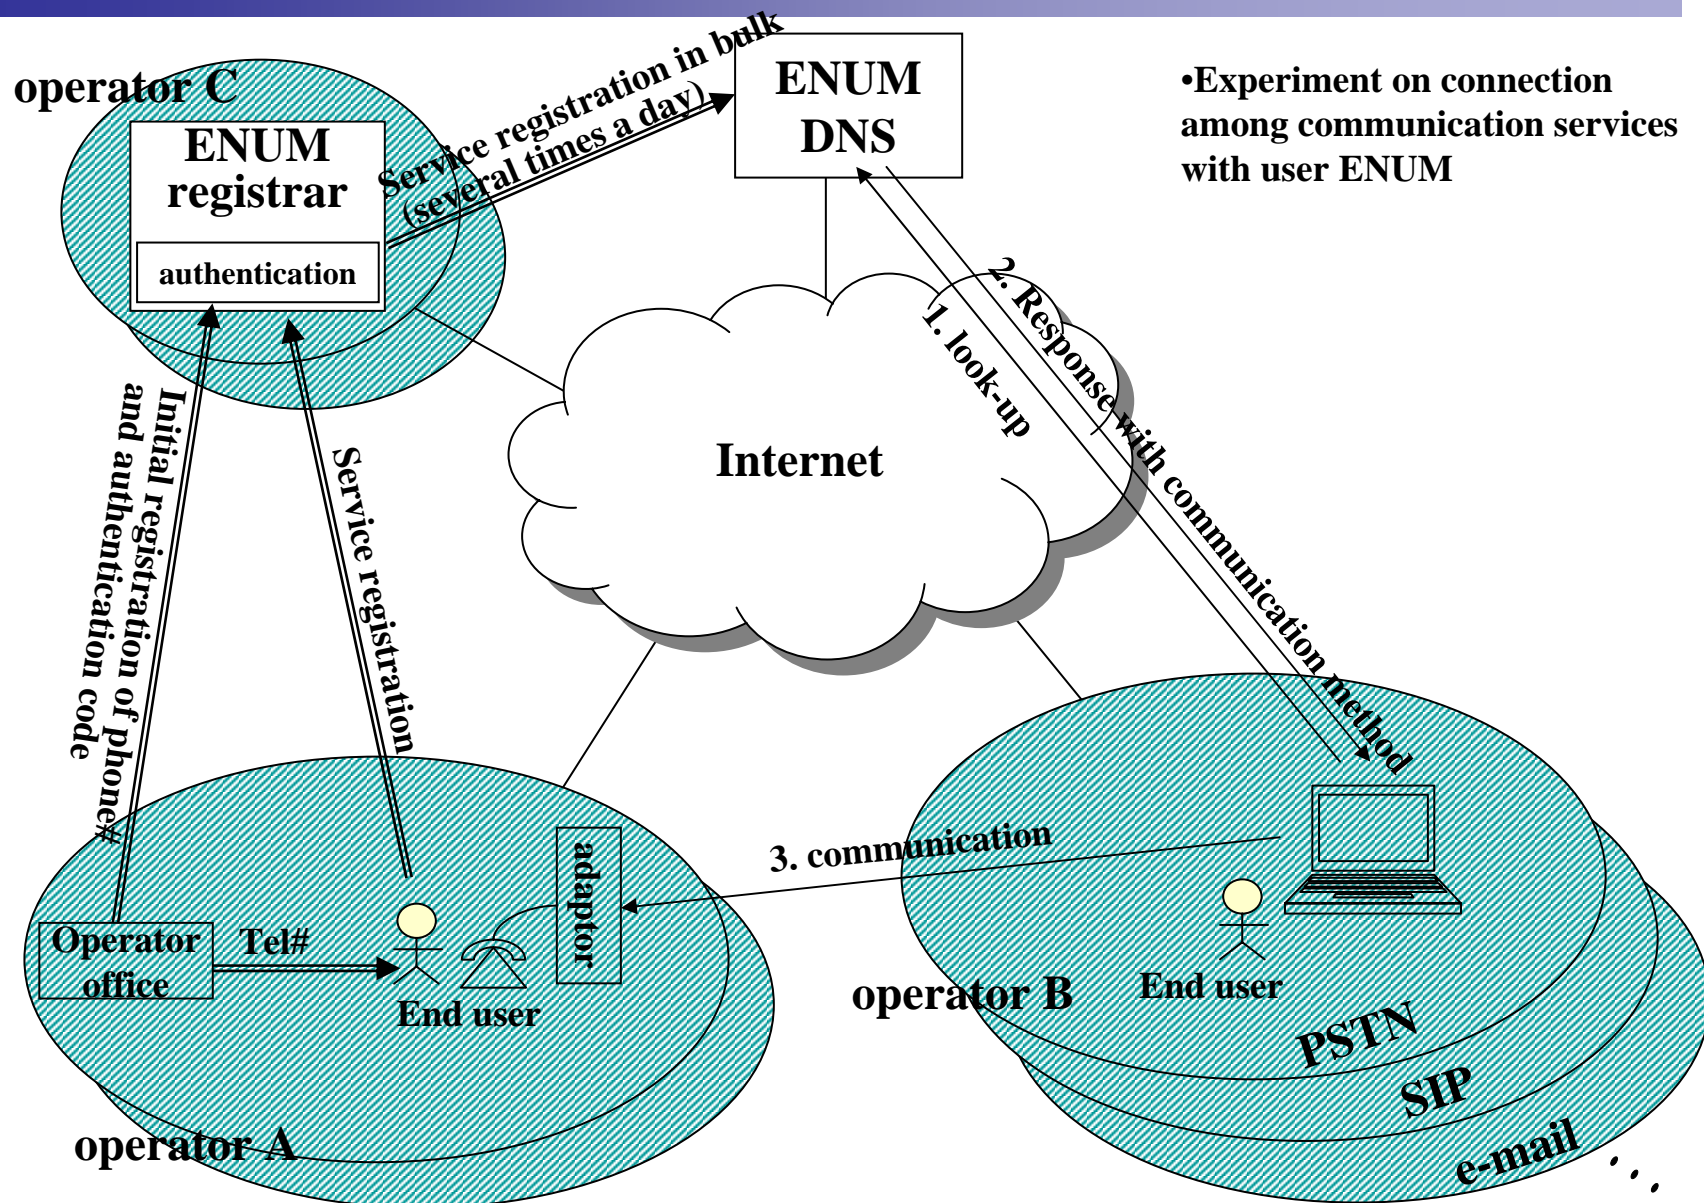 operator C
ENUM
registrar
authentication
Service registration in bulk
(several times a day)
ENUM
DNS
•Experiment on connection
among communication services
with user ENUM
1. look-up
2. Response with communication method
Internet
Initial registration of phone#
and authentication code
Service registration
3. communication
adaptor
Operator
office
Tel#
End user
operator A
operator B
End user
PSTN
SIP
e-mail
. . .